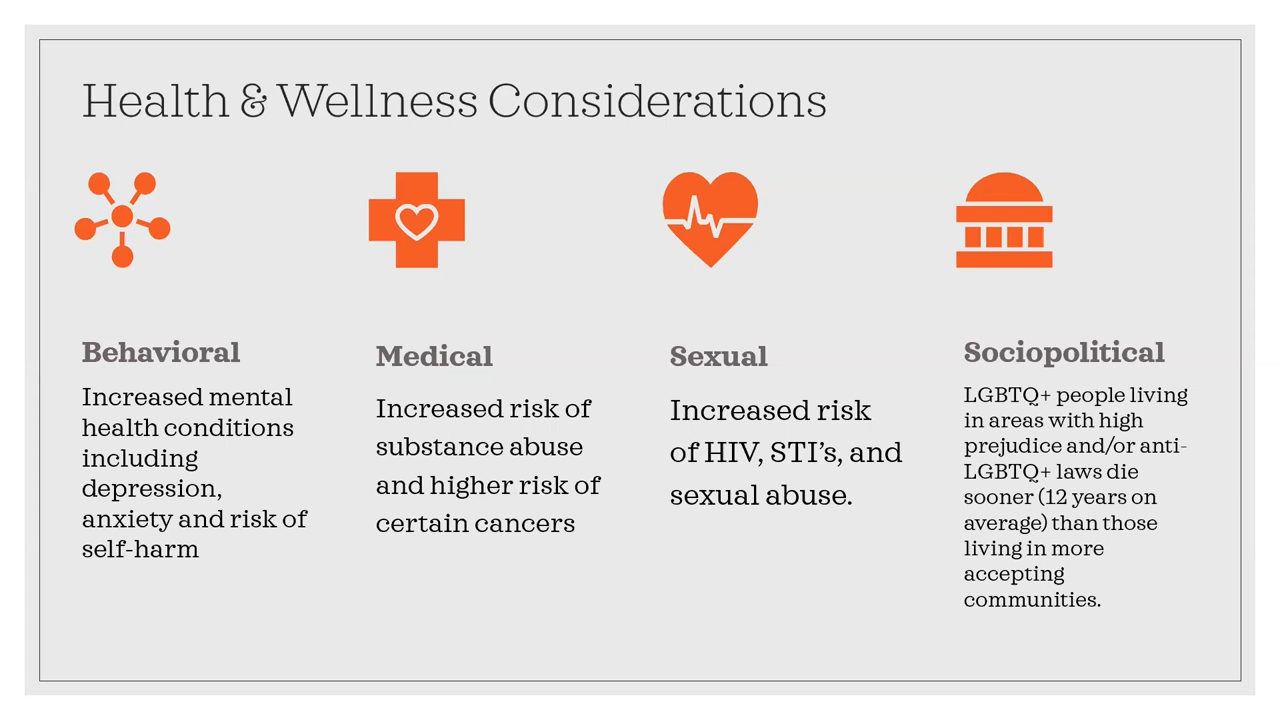 Health & Wellness Considerations
Behavioral
Increased mental
health conditions
including
depression,
anxiety and risk of
self-harm
Medical
Increased risk of
substance abuse
and higher risk of
certain cancers
Sexual
Increased risk
of HIV, STI’s, and
sexual abuse.
Sociopolitical
LGBTQ+ people living
in areas with high
prejudice and/or anti-
LGBTQ+ laws die
sooner (12 years on
average) than those
living in more
accepting
communities.